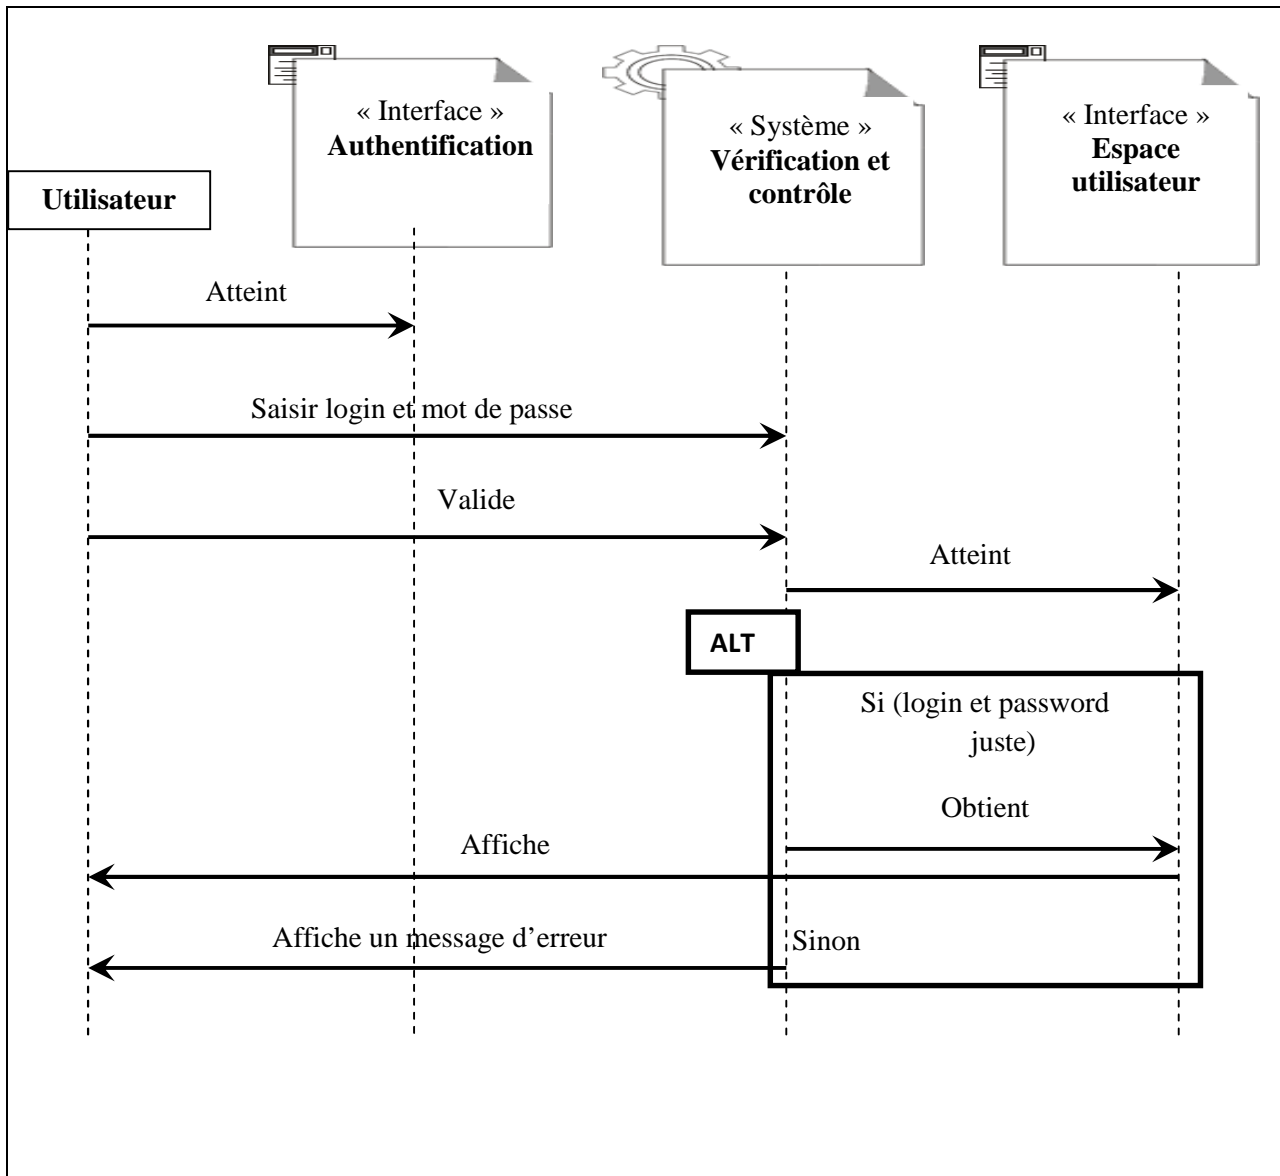 « Interface »
Authentification
« Système »
Vérification et
contrôle
« Interface »
Espace
utilisateur
Utilisateur
Atteint
Saisir login et mot de passe
Valide
Atteint
ALT
Si (login et password
juste)
Obtient
Affiche
Affiche un message d’erreur
Sinon